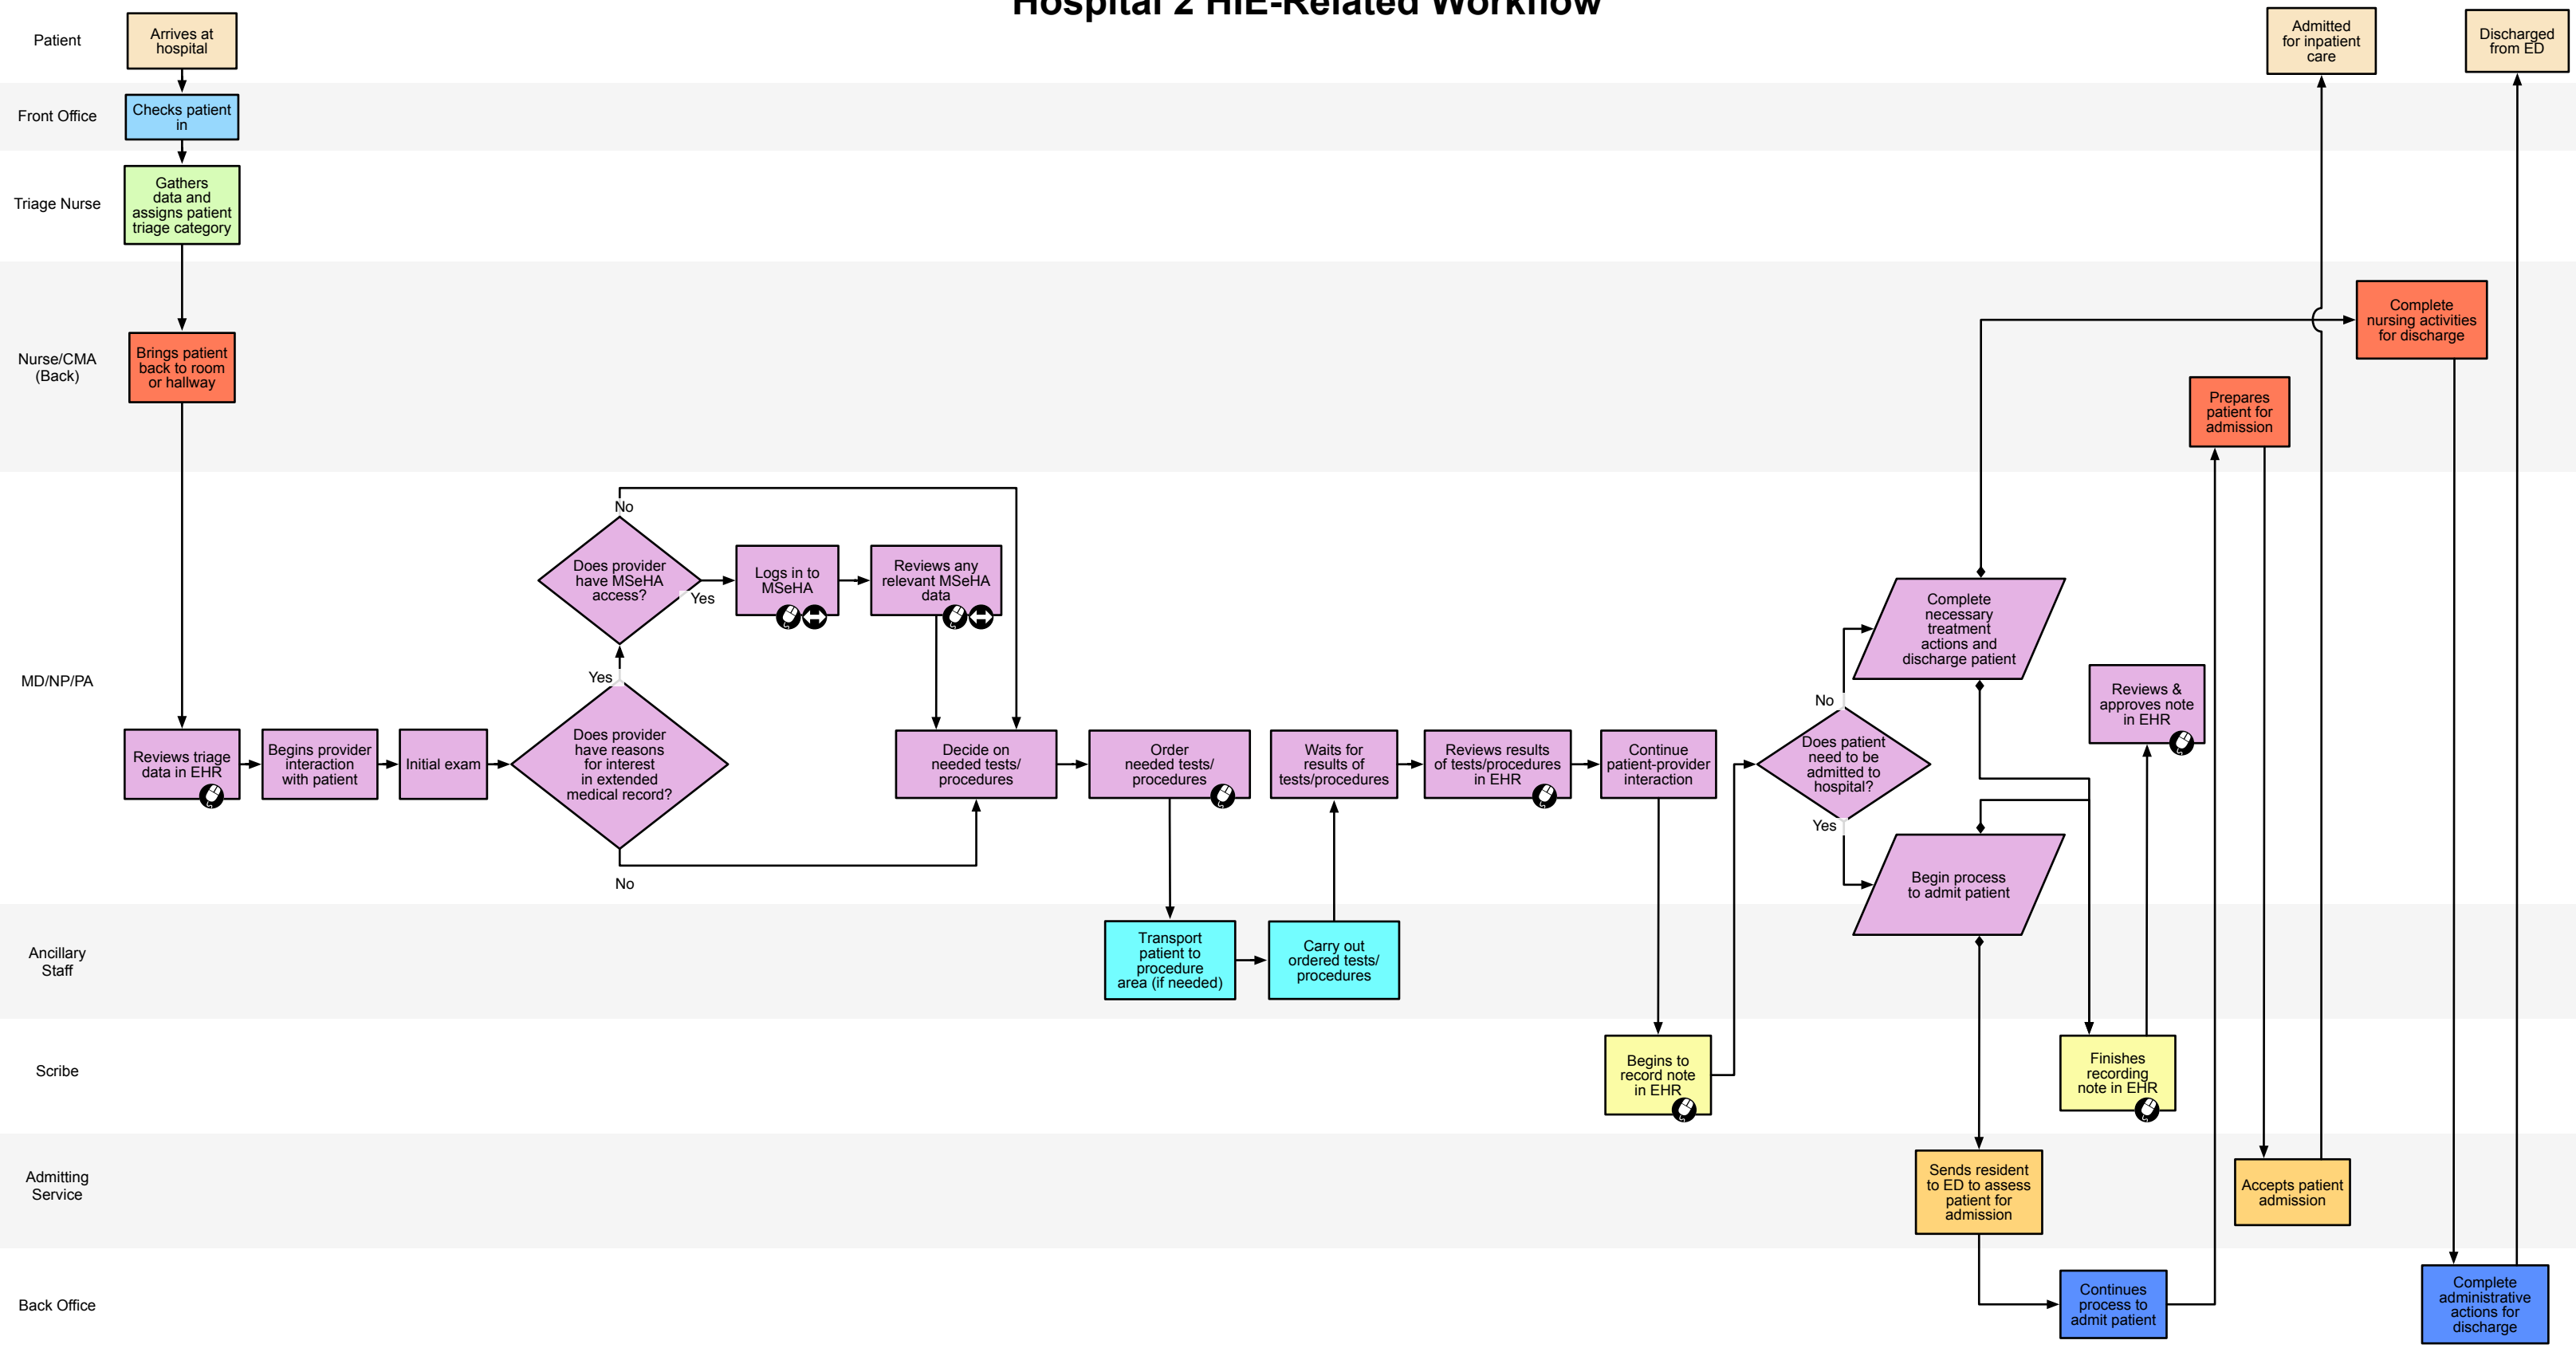 Hospital 2 HIE-Related Workflow
Patient
Arrives at
hospital
Admitted
for inpatient
care
Discharged
from ED
Front Office
Checks patient
in
Triage Nurse
Gathers
data and
assigns patient
triage category
Nurse/CMA
(Back)
Brings patient
back to room
or hallway
Complete
nursing activities
for discharge
Prepares
patient for
admission
MD/NP/PA
Reviews triage
data in EHR
Begins provider
interaction
with patient
Initial exam
Does provider
have reasons
for interest
in extended
medical record?
Yes
No
Does provider
have MSeHA
access?
No
Yes
Logs in to
MSeHA
Reviews any
relevant MSeHA
data
Decide on
needed tests/
procedures
Order
needed tests/
procedures
Waits for
results of
tests/procedures
Reviews results
of tests/procedures
in EHR
Continue
patient-provider
interaction
Does patient
need to be
admitted to
hospital?
No
Yes
Complete
necessary
treatment
actions and
discharge patient
Begin process
to admit patient
Reviews &
approves note
in EHR
Ancillary
Staff
Transport
patient to
procedure
area (if needed)
Carry out
ordered tests/
procedures
Scribe
Begins to
record note
in EHR
Finishes
recording
note in EHR
Admitting
Service
Sends resident
to ED to assess
patient for
admission
Accepts patient
admission
Back Office
Continues
process to
admit patient
Complete
administrative
actions for
discharge